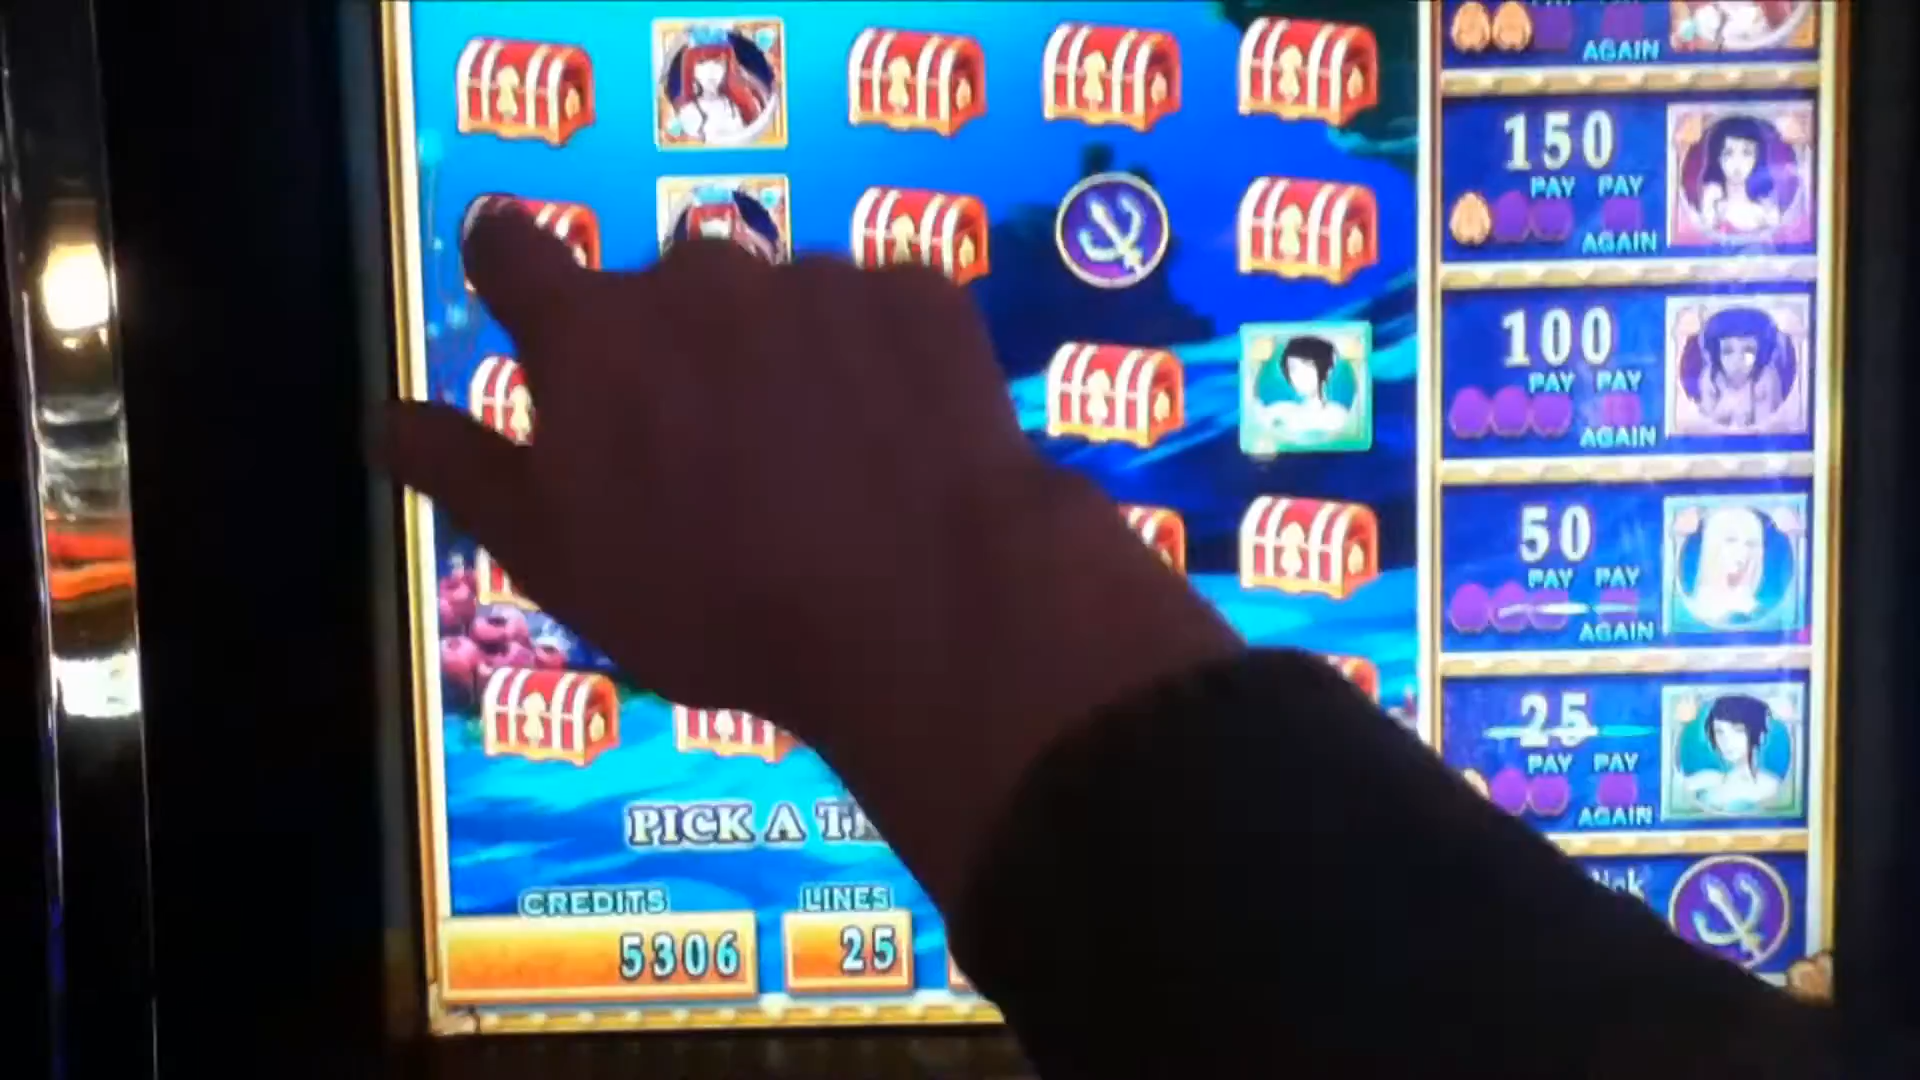 AGAIN
150
PAY PAY
AGAIN
100
PAY PAY
AGAIN
50
PAY PAY
AGAIN
25
PAY PAY
AGAIN
PICK A
CREDITS LINES
5306 25